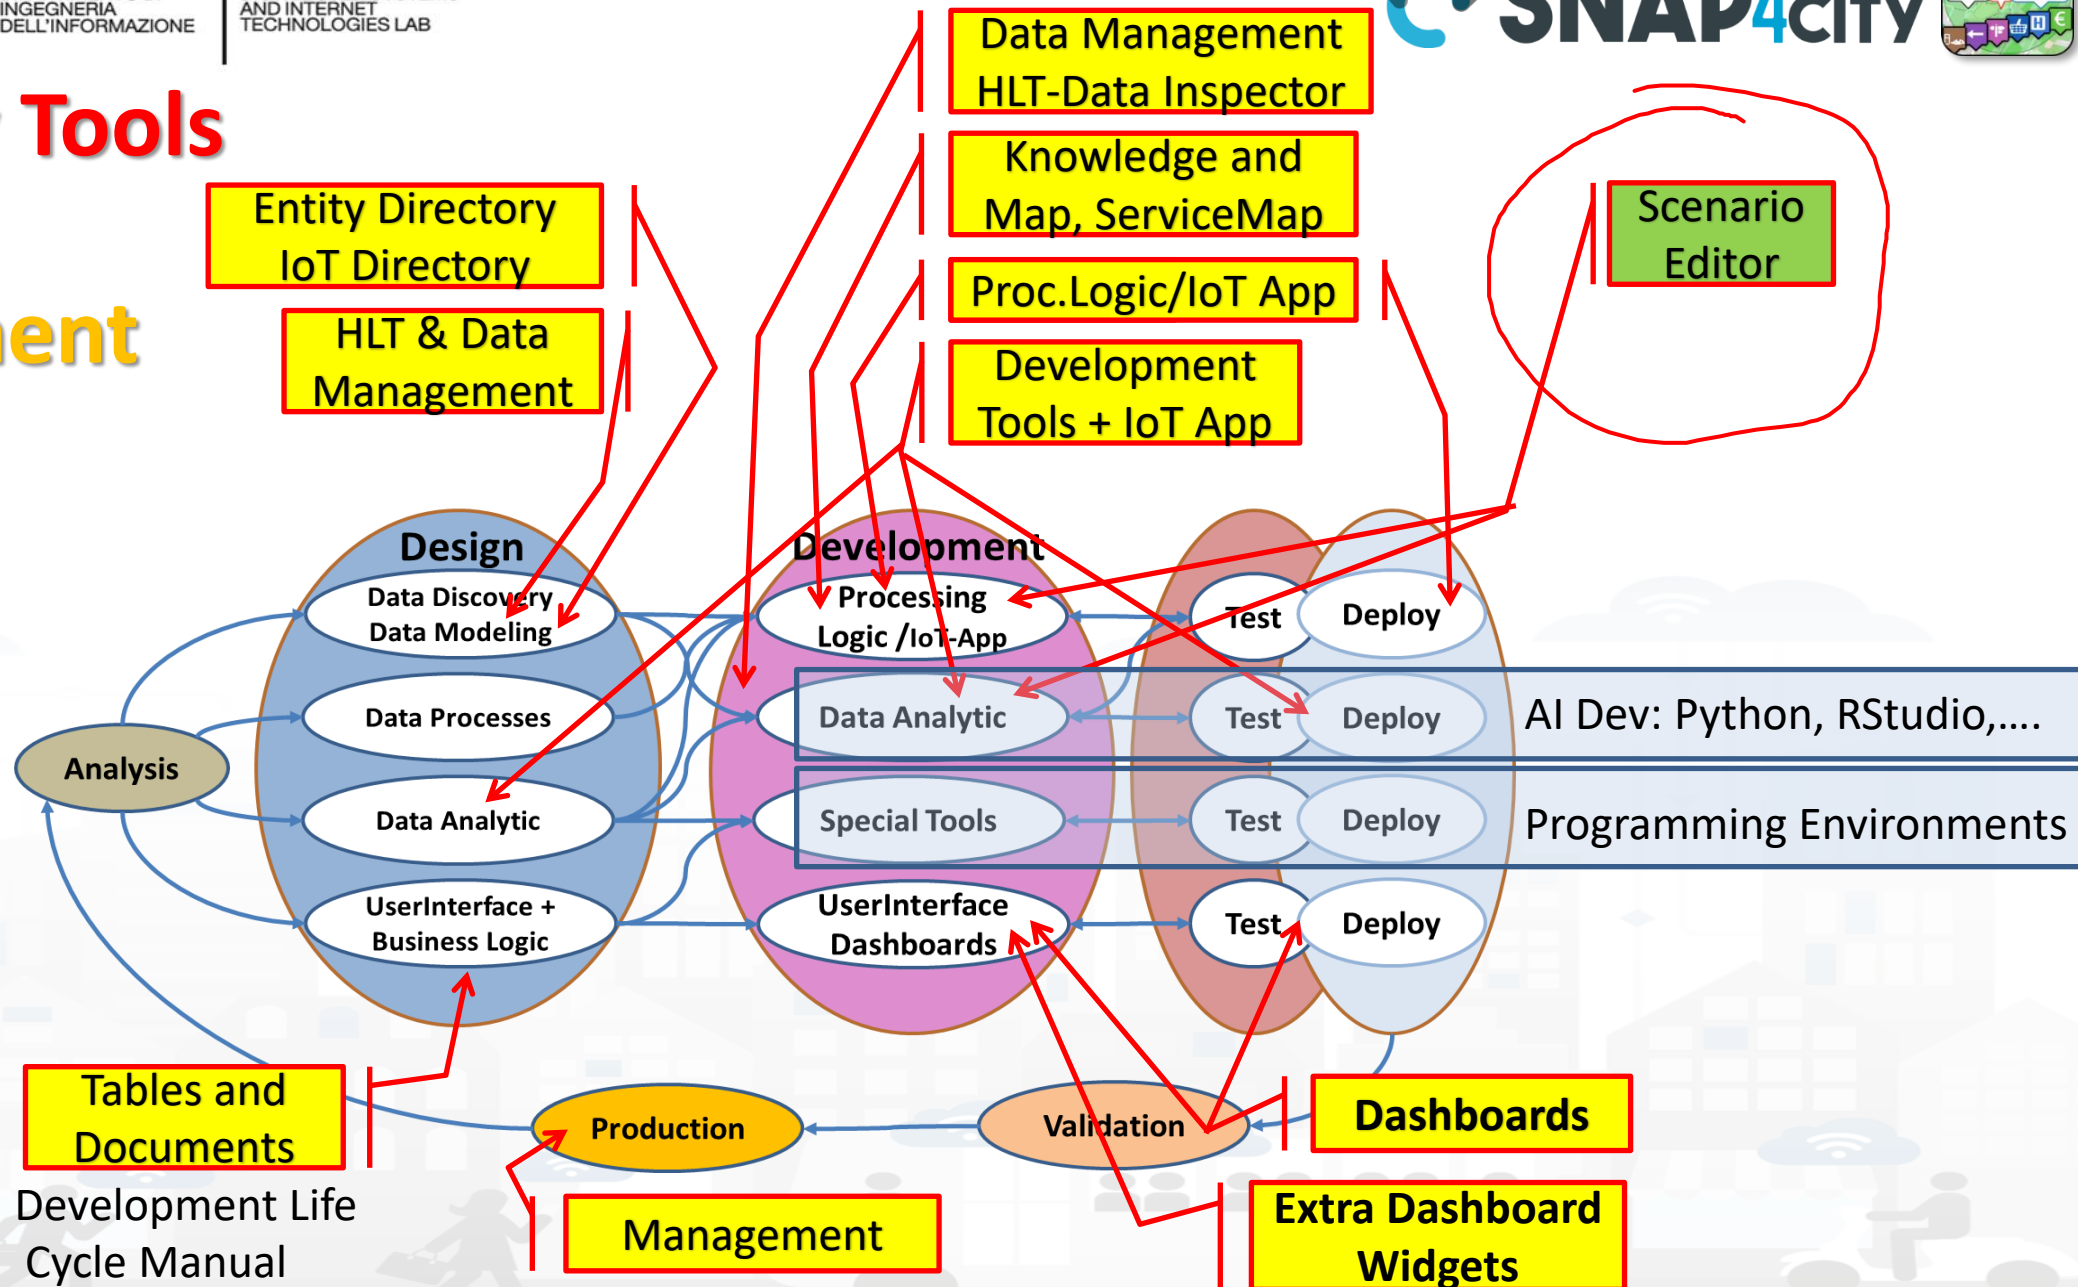 INGEGNERIA
DELL'INFORMAZIONE
AND INTERNET
TECHNOLOGIES LAB
SNAP4CITY
Tools
Data Management
HLT-Data Inspector
Knowledge and
Map, ServiceMap
Entity Directory
IoT Directory
Scenario
Editor
Proc.Logic/IoT App
HLT & Data
Management
Development
Tools + IoT App
Design
Data Discovery
Data Modeling
Data Processes
Data Analytic
UserInterface +
Business Logic
Development
Processing
Logic /IoT-App
Data Analytic
Special Tools
UserInterface
Dashboards
Test
Deploy
Test
Deploy
AI Dev: Python, RStudio,....
Test
Deploy
Programming Environments
Test
Deploy
Analysis
Tables and
Documents
Development Life
Cycle Manual
Production
Validation
Dashboards
Management
Extra Dashboard
Widgets